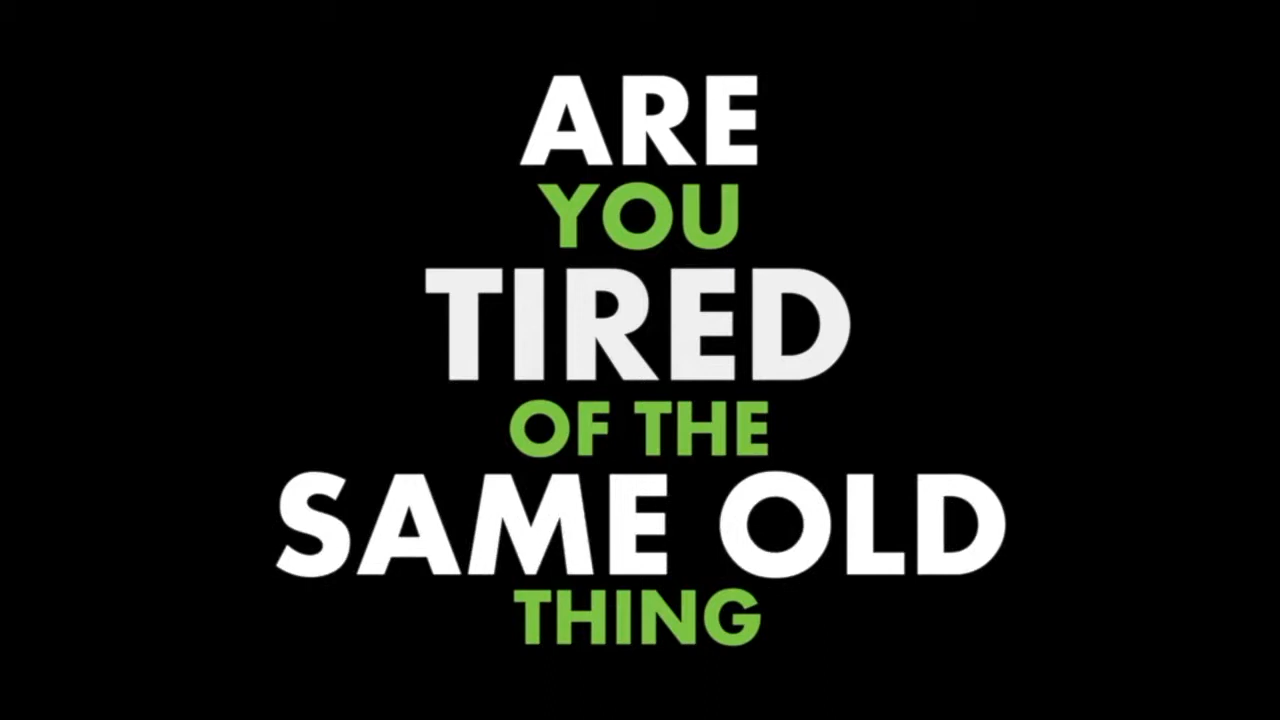 ARE
YOU
TIRED
OF THE
SAME OLD
THING